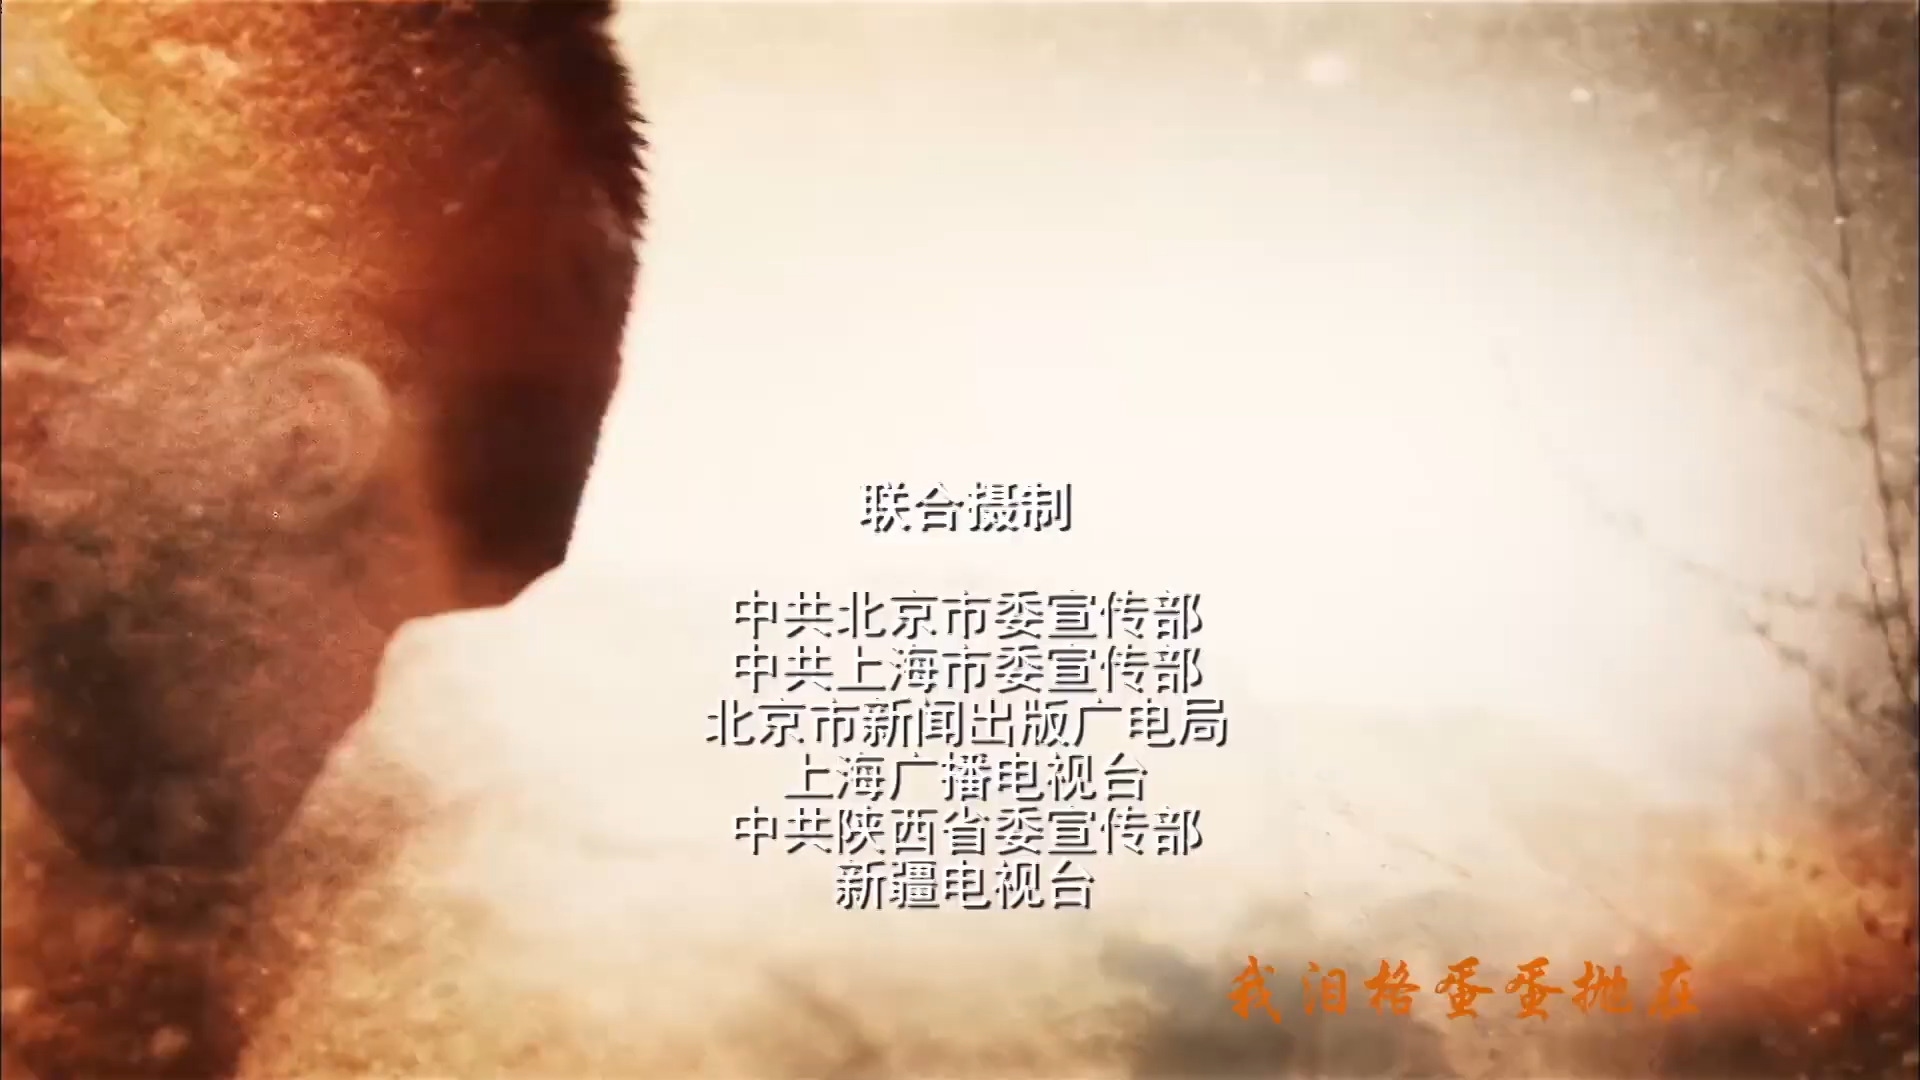 联合摄制
中共北京市委宣传部
中共上海市委宣传部
北京市新闻出版广电局
上海广播电视台
中共陕西省委宣传部
新疆电视台
我泪格蛋蛋抛在